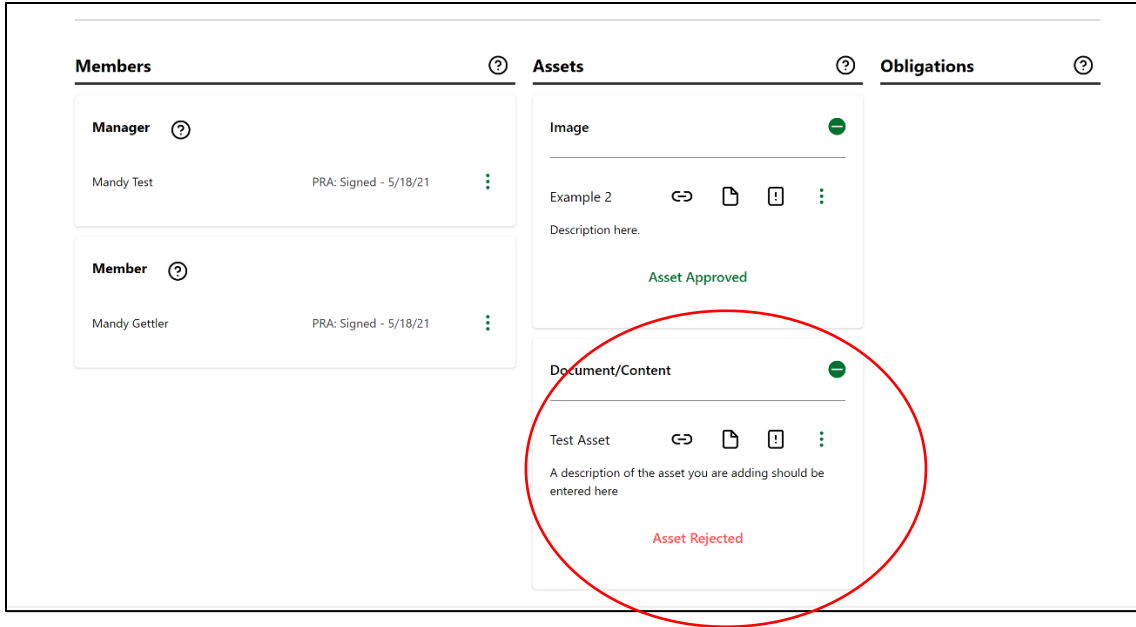 Members
Manager
Mandy Test PRA: Signed - 5/18/21
Member
Mandy Gettler PRA: Signed - 5/18/21
Assets
Image
Example 2
Description here.
Asset Approved
Document/Content
Test Asset
A description of the asset you are adding should be
entered here
Asset Rejected
Obligations